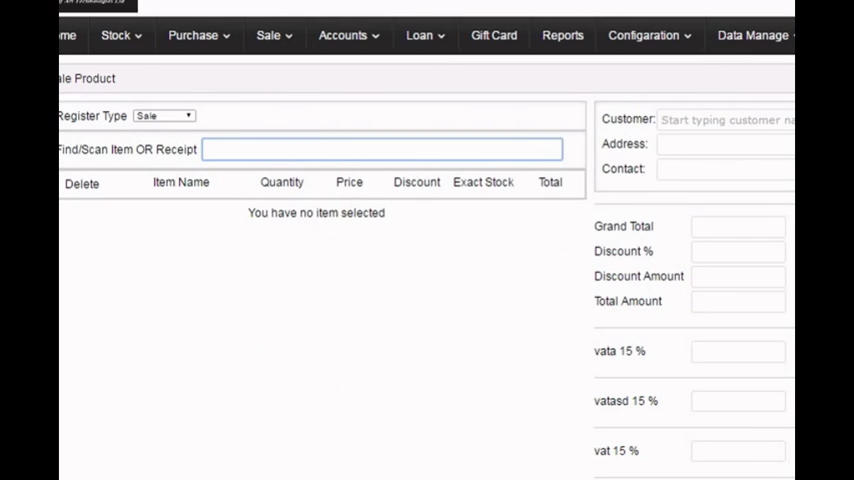 ome Stock Purchase Sale Accounts Loan Gift Card Reports Configaration Data Manage
ale Product
Register Type Sale
Find/Scan Item OR Receipt
Delete Item Name Quantity Price Discount Exact Stock Total
You have no item selected
Customer: Start typing customer na
Address:
Contact:
Grand Total
Discount %
Discount Amount
Total Amount
vata 15 %
vatasd 15 %
vat 15 %